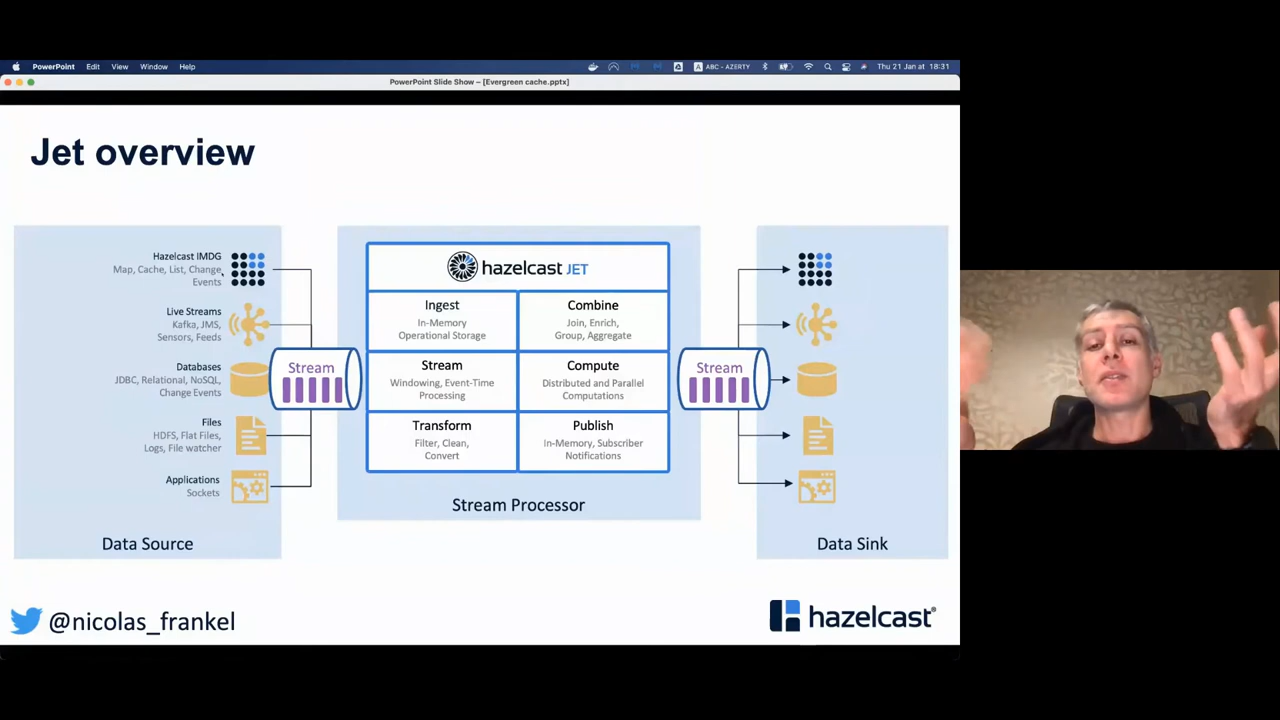 PowerPoint Edit View Window Help ABC - AZERTY Thu 21 Jan at 18:31
PowerPoint Slide Show – [Evergreen cache.pptx]
Jet overview
Hazelcast IMDG
Map, Cache, List, Change
Events
Live Streams
Kafka, JMS,
Sensors, Feeds
Databases
JDBC, Relational, NoSQL,
Change Events
Files
HDFS, Flat Files,
Logs, File watcher
Applications
Sockets
Data Source
Stream
hazelcast JET
Ingest
In-Memory
Operational Storage
Combine
Join, Enrich,
Group, Aggregate
Stream
Windowing, Event-Time
Processing
Compute
Distributed and Parallel
Computations
Transform
Filter, Clean,
Convert
Publish
In-Memory, Subscriber
Notifications
Stream Processor
Stream
Data Sink
@nicolas_frankel
hazelcast®